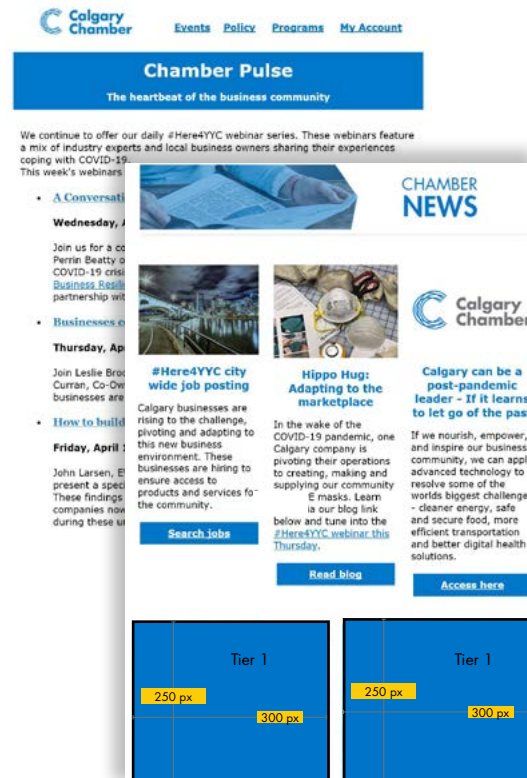 Calgary
Chamber
Events Policy Programs My Account
Chamber Pulse
The heartbeat of the business community
We continue to offer our daily #Here4YYC webinar series. These webinars feature
a mix of industry experts and local business owners sharing their experiences
coping with COVID-19.
This week's webinars
A Conversati
Wednesday,
Join us for a co
Perrin Beatty o
COVID-19 crisi
Business Resili
partnership wit
Businesses c
Thursday, Ap
Join Leslie Broc
Curran, Co-Ow
businesses are
How to build
Friday, April
John Larsen, E
present a speci
These findings
companies now
during these u
CHAMBER
NEWS
#Here4YYC city
wide job posting
Calgary businesses are
rising to the challenge,
pivoting and adapting to
this new business
environment. These
businesses are hiring to
ensure access to
products and services for
the community.
Search jobs
Hippo Hug:
Adapting to the
marketplace
In the wake of the
COVID-19 pandemic, one
Calgary company is
pivoting their operations
to creating, making and
supplying our community
E masks. Learn
ia our blog link
below and tune into the
#Here4YYC webinar this
Thursday.
Read blog
Calgary
Chamber
Calgary can be a
post-pandemic
leader - If it learns
to let go of the pas
If we nourish, empower,
and inspire our business
community, we can appl
advanced technology to
resolve some of the
worlds biggest challenge
- cleaner energy, safe
and secure food, more
efficient transportation
and better digital health
solutions.
Access here
Tier 1
250 px
300 px
Tier 1
250 px
300 px